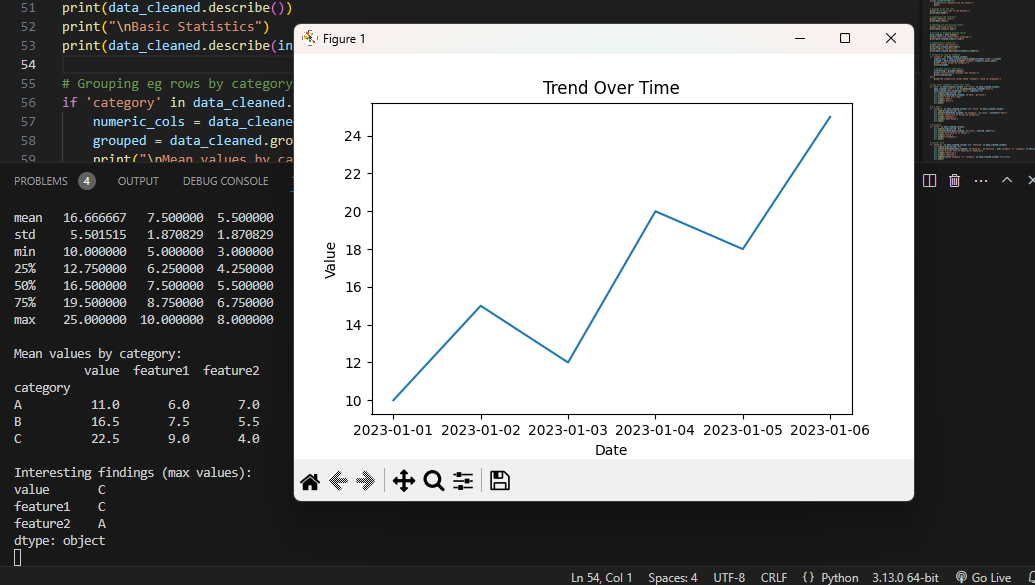 51 print(data_cleaned.describe())
52 print("\nBasic Statistics")
53 print(data_cleaned.describe(in
54
55 # Grouping eg rows by category
56 if 'category' in data_cleaned.
57 numeric_cols = data_cleane
58 grouped = data_cleaned.gro
59 print("\nMean values by ca
PROBLEMS 4 OUTPUT DEBUG CONSOLE
mean 16.666667 7.500000 5.500000
std 5.501515 1.870829 1.870829
min 10.000000 5.000000 3.000000
25% 12.750000 6.250000 4.250000
50% 16.500000 7.500000 5.500000
75% 19.500000 8.750000 6.750000
max 25.000000 10.000000 8.000000
Mean values by category:
value feature1 feature2
category
A 11.0 6.0 7.0
B 16.5 7.5 5.5
C 22.5 9.0 4.0
Interesting findings (max values):
value C
feature1 C
feature2 A
dtype: object
Figure 1
Trend Over Time
Value
24
22
20
18
16
14
12
10
2023-01-01 2023-01-02 2023-01-03 2023-01-04 2023-01-05 2023-01-06
Date
Ln 54, Col 1 Spaces: 4 UTF-8 CRLF {} Python 3.13.0 64-bit Go Live